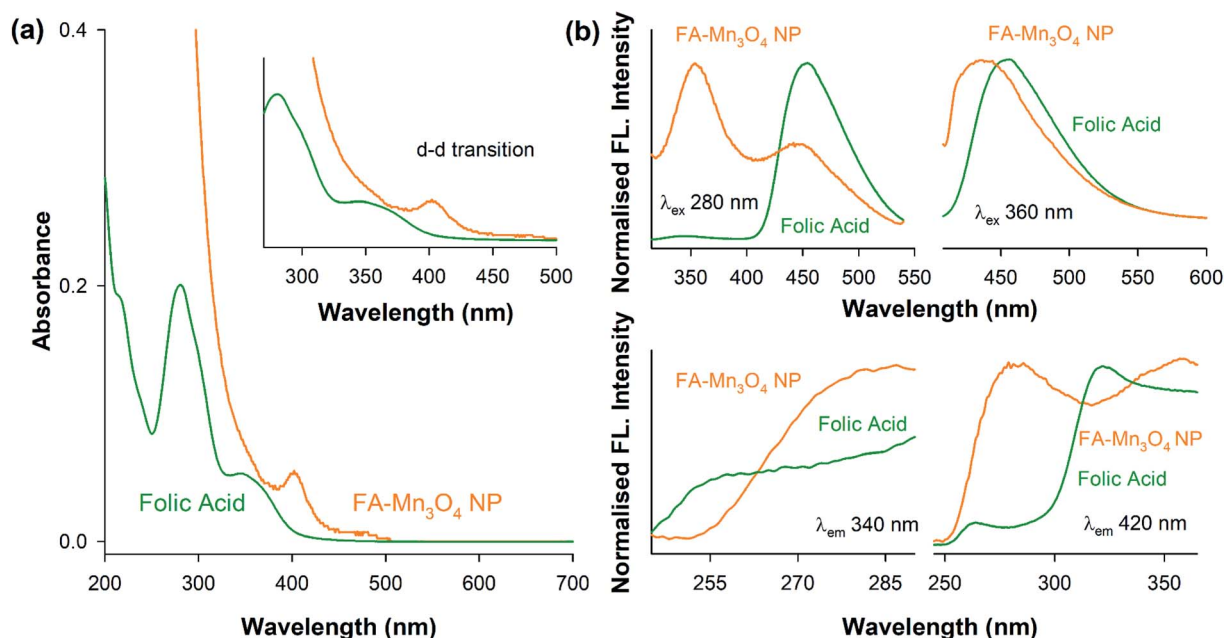 (a)
0.4
0.2
0.0
Absorbance
200 300 400 500 600 700
Wavelength (nm)
Folic Acid
FA-Mn₃O₄ NP
d-d transition
300 350 400 450 500
Wavelength (nm)
(b)
Normalised FL. Intensity
FA-Mn₃O₄ NP
λex 280 nm
Folic Acid
350 400 450 500 550
Wavelength (nm)
FA-Mn₃O₄ NP
Folic Acid
λex 360 nm
450 500 550 600
Wavelength (nm)
Normalised FL. Intensity
FA-Mn₃O₄ NP
Folic Acid
λem 340 nm
255 270 285
Wavelength (nm)
FA-Mn₃O₄ NP
Folic Acid
λem 420 nm
250 300 350
Wavelength (nm)